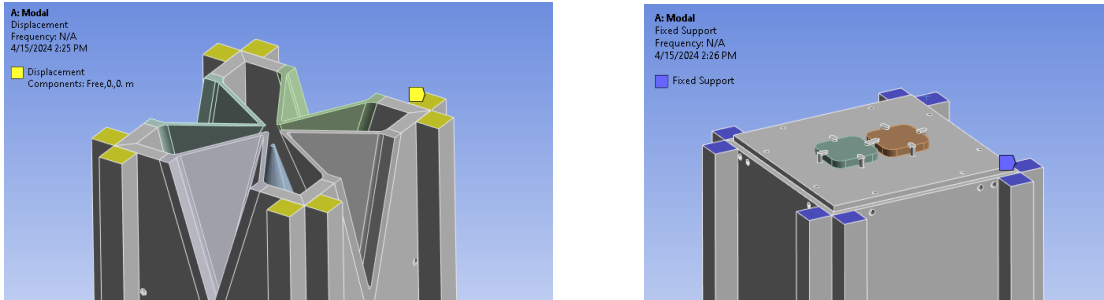 A: Modal
Displacement
Frequency: N/A
4/15/2024 2:25 PM
Displacement
Components: Free,0.,0. m
A: Modal
Fixed Support
Frequency: N/A
4/15/2024 2:26 PM
Fixed Support